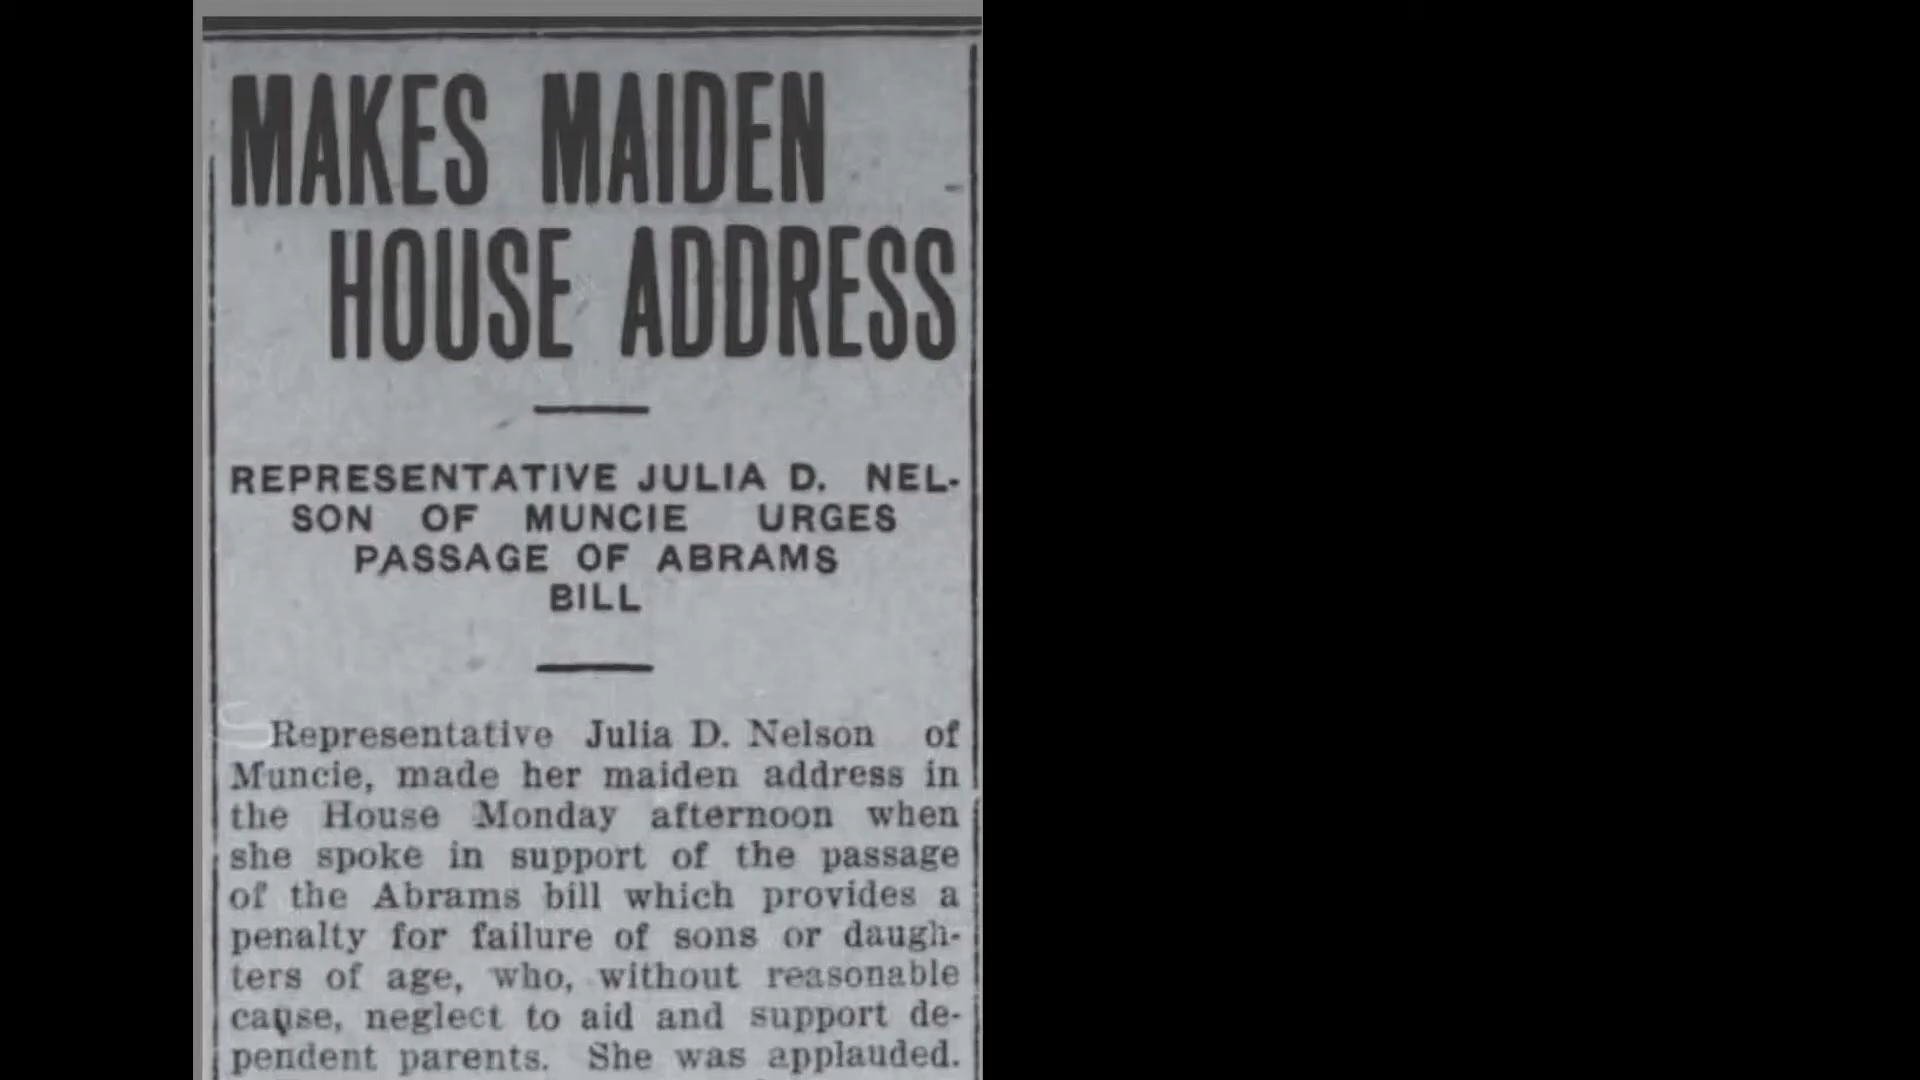 MAKES MAIDEN
HOUSE ADDRESS
REPRESENTATIVE JULIA D. NEL-
SON OF MUNCIE URGES
PASSAGE OF ABRAMS
BILL
Representative Julia D. Nelson of
Muncie, made her maiden address in
the House Monday afternoon when
she spoke in support of the passage
of the Abrams bill which provides a
penalty for failure of sons or daugh-
ters of age, who, without reasonable
cause, neglect to aid and support de-
pendent parents. She was applauded.